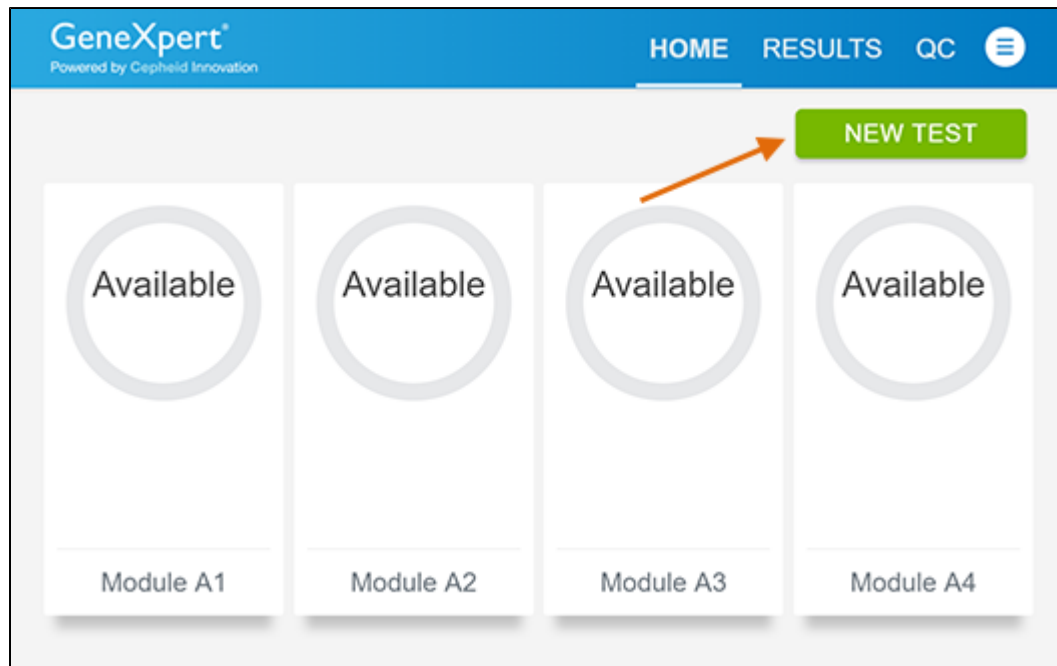 GeneXpert®
Powered by Cepheid Innovation
HOME RESULTS QC
NEW TEST
Available Available Available Available
Module A1 Module A2 Module A3 Module A4